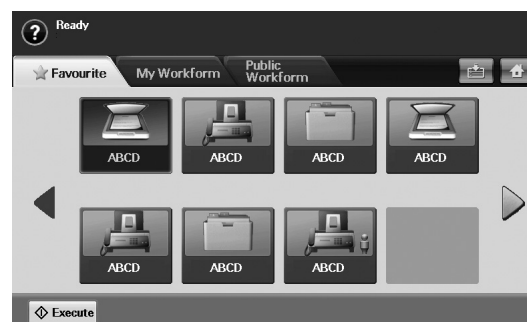 Ready
Favourite
My Workform
Public
Workform
ABCD
ABCD
ABCD
ABCD
ABCD
ABCD
ABCD
Execute